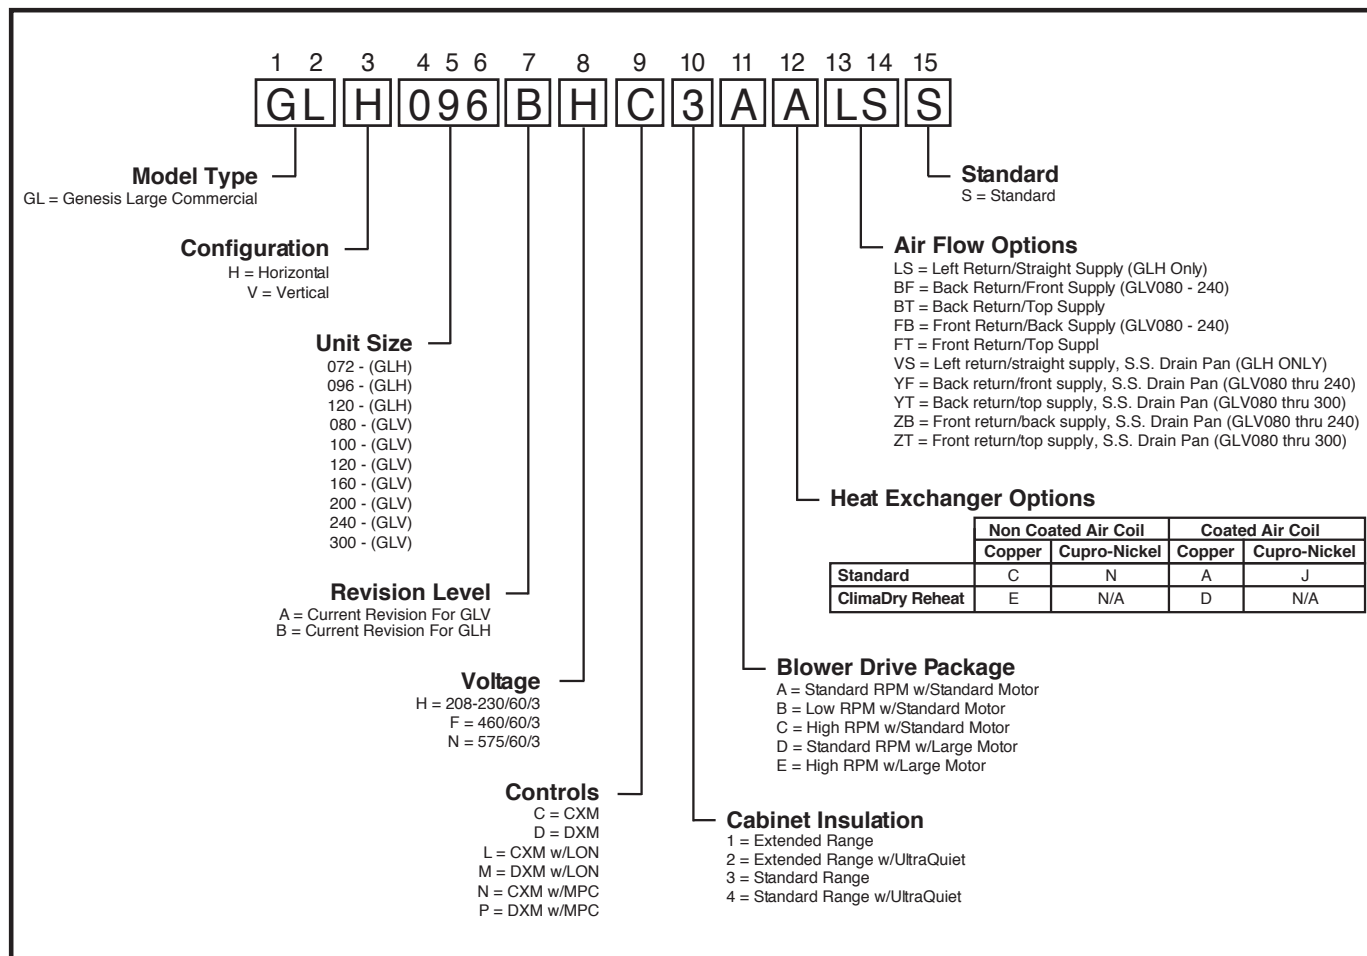 1 2 3 4 5 6 7 8 9 10 11 12 13 14 15
G L H 0 9 6 B H C 3 A A L S S
Model Type
GL = Genesis Large Commercial
Configuration
H = Horizontal
V = Vertical
Unit Size
072 - (GLH)
096 - (GLH)
120 - (GLH)
080 - (GLV)
100 - (GLV)
120 - (GLV)
160 - (GLV)
200 - (GLV)
240 - (GLV)
300 - (GLV)
Revision Level
A = Current Revision For GLV
B = Current Revision For GLH
Voltage
H = 208-230/60/3
F = 460/60/3
N = 575/60/3
Controls
C = CXM
D = DXM
L = CXM w/LON
M = DXM w/LON
N = CXM w/MPC
P = DXM w/MPC
Standard
S = Standard
Air Flow Options
LS = Left Return/Straight Supply (GLH Only)
BF = Back Return/Front Supply (GLV080 - 240)
BT = Back Return/Top Supply
FB = Front Return/Back Supply (GLV080 - 240)
FT = Front Return/Top Suppl
VS = Left return/straight supply, S.S. Drain Pan (GLH ONLY)
YF = Back return/front supply, S.S. Drain Pan (GLV080 thru 240)
YT = Back return/top supply, S.S. Drain Pan (GLV080 thru 300)
ZB = Front return/back supply, S.S. Drain Pan (GLV080 thru 240)
ZT = Front return/top supply, S.S. Drain Pan (GLV080 thru 300)
Heat Exchanger Options
Non Coated Air Coil Coated Air Coil
Copper Cupro-Nickel Copper Cupro-Nickel
Standard C N A J
ClimaDry Reheat E N/A D N/A
Blower Drive Package
A = Standard RPM w/Standard Motor
B = Low RPM w/Standard Motor
C = High RPM w/Standard Motor
D = Standard RPM w/Large Motor
E = High RPM w/Large Motor
Cabinet Insulation
1 = Extended Range
2 = Extended Range w/UltraQuiet
3 = Standard Range
4 = Standard Range w/UltraQuiet